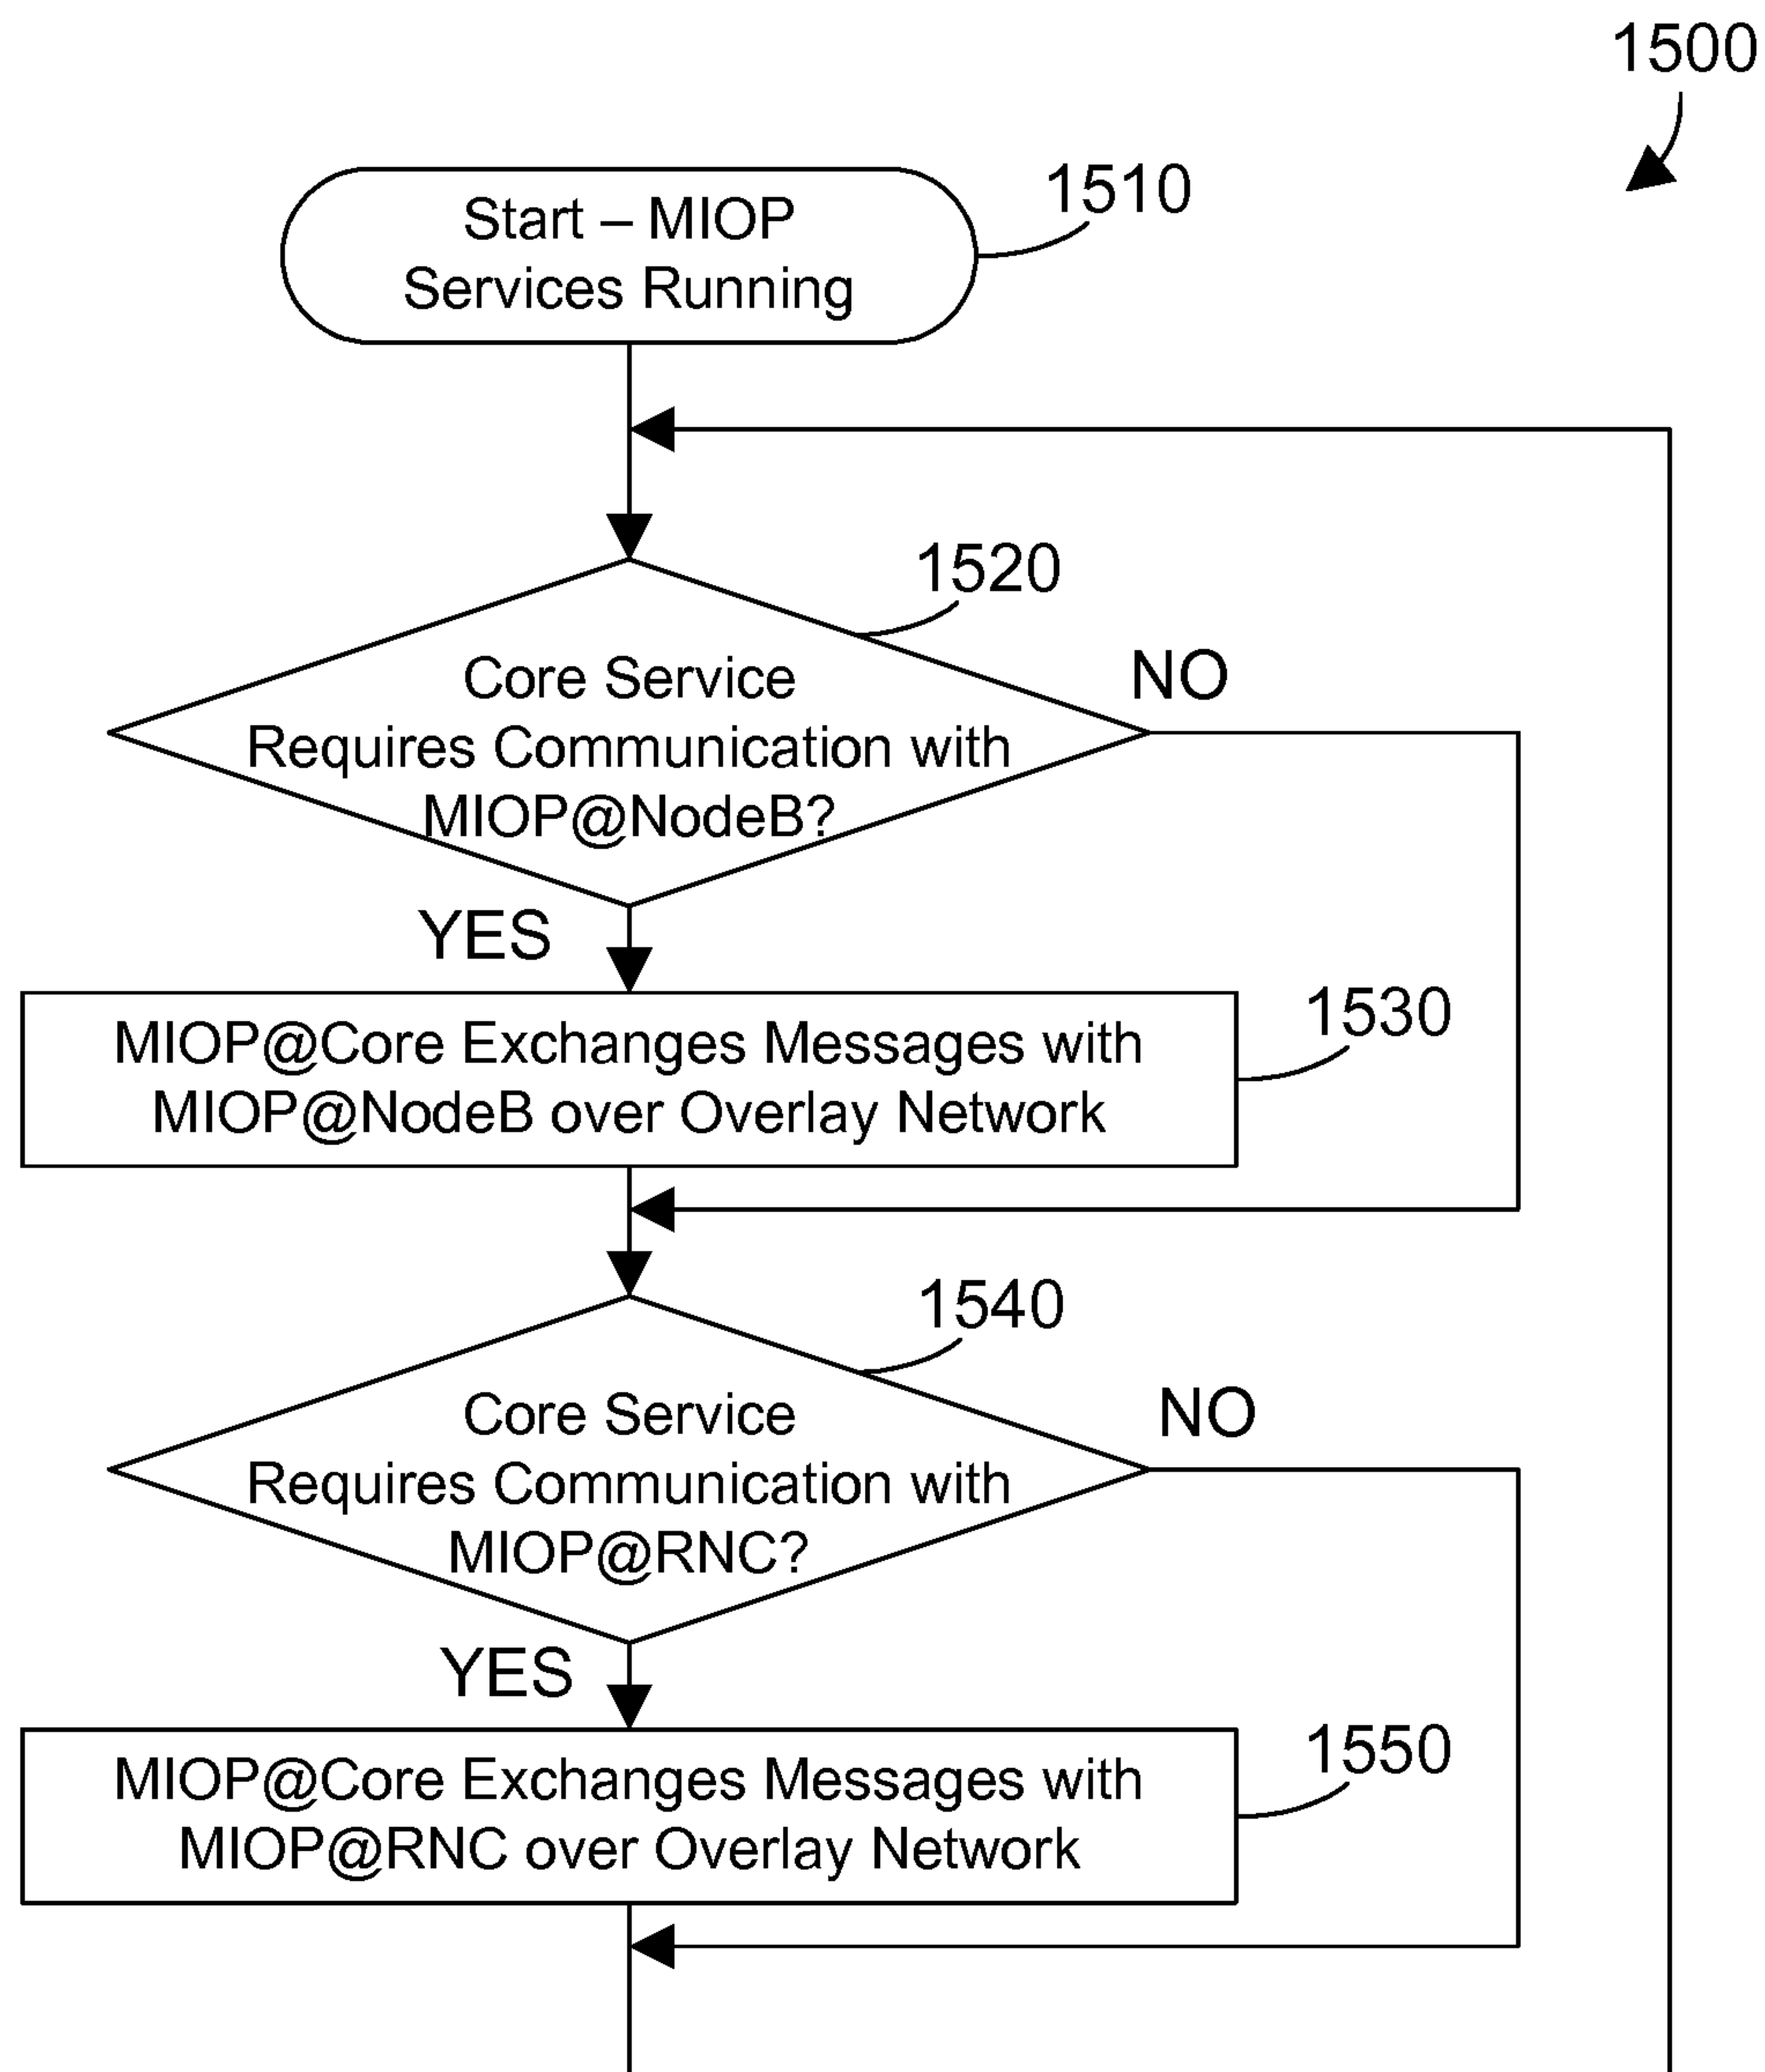 1500
1510
Start – MIOP
Services Running
1520
Core Service
Requires Communication with
MIOP@NodeB?
NO
YES
1530
MIOP@Core Exchanges Messages with
MIOP@NodeB over Overlay Network
1540
Core Service
Requires Communication with
MIOP@RNC?
NO
YES
1550
MIOP@Core Exchanges Messages with
MIOP@RNC over Overlay Network